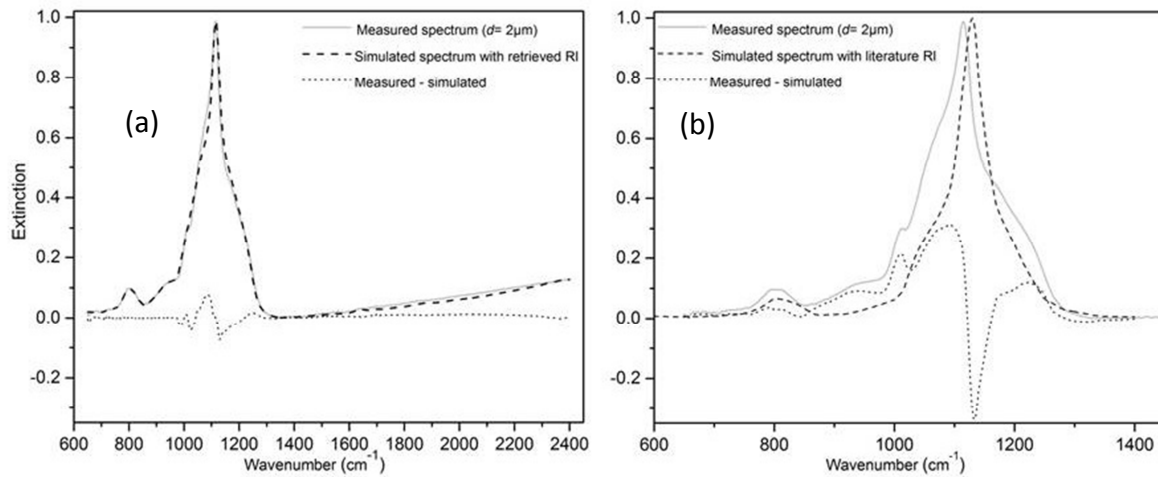 1.0
0.8
0.6
0.4
0.2
0.0
-0.2
Extinction
Measured spectrum (d= 2µm)
Simulated spectrum with retrieved RI
Measured - simulated
(a)
600 800 1000 1200 1400 1600 1800 2000 2200 2400
Wavenumber (cm⁻¹)
1.0
0.8
0.6
0.4
0.2
0.0
-0.2
Measured spectrum (d= 2µm)
Simulated spectrum with literature RI
Measured - simulated
(b)
600 800 1000 1200 1400
Wavenumber (cm⁻¹)